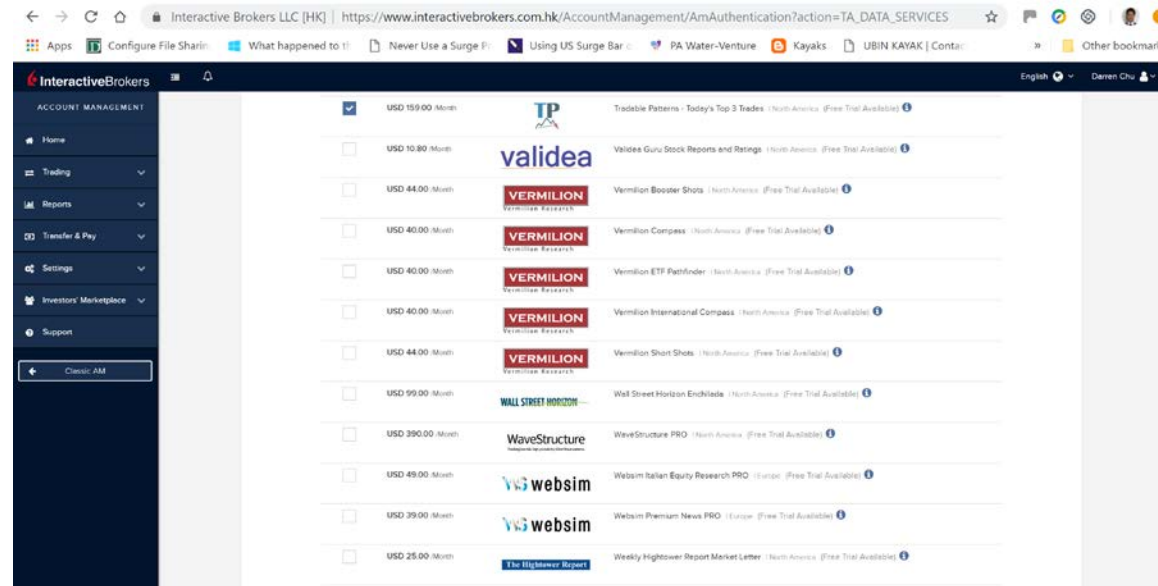 Interactive Brokers LLC [HK] | https://www.interactivebrokers.com.hk/AccountManagement/AmAuthentication?action=TA_DATA_SERVICES
Apps Configure File Sharin What happened to th Never Use a Surge Pr Using US Surge Bar o PA Water-Venture Kayaks UBIN KAYAK | Contac » Other bookmar
InteractiveBrokers English Darren Chu
ACCOUNT MANAGEMENT
Home
Trading
Reports
Transfer & Pay
Settings
Investors' Marketplace
Support
Classic AM
USD 159.00 /Month TP Tradable Patterns - Today's Top 3 Trades | North America (Free Trial Available)
USD 10.80 /Month validea Validea Guru Stock Reports and Ratings | North America (Free Trial Available)
USD 44.00 /Month VERMILION Vermilion Booster Shots | North America (Free Trial Available)
Vermilion Research
USD 40.00 /Month VERMILION Vermilion Compass | North America (Free Trial Available)
Vermilion Research
USD 40.00 /Month VERMILION Vermilion ETF Pathfinder | North America (Free Trial Available)
Vermilion Research
USD 40.00 /Month VERMILION Vermilion International Compass | North America (Free Trial Available)
Vermilion Research
USD 44.00 /Month VERMILION Vermilion Short Shots | North America (Free Trial Available)
Vermilion Research
USD 99.00 /Month WALL STREET HORIZON Wall Street Horizon Enchilada | North America (Free Trial Available)
USD 390.00 /Month WaveStructure WaveStructure PRO | North America (Free Trial Available)
USD 49.00 /Month WS websim Websim Italian Equity Research PRO | Europe (Free Trial Available)
USD 39.00 /Month WS websim Websim Premium News PRO | Europe (Free Trial Available)
USD 25.00 /Month The Hightower Report Weekly Hightower Report Market Letter | North America (Free Trial Available)